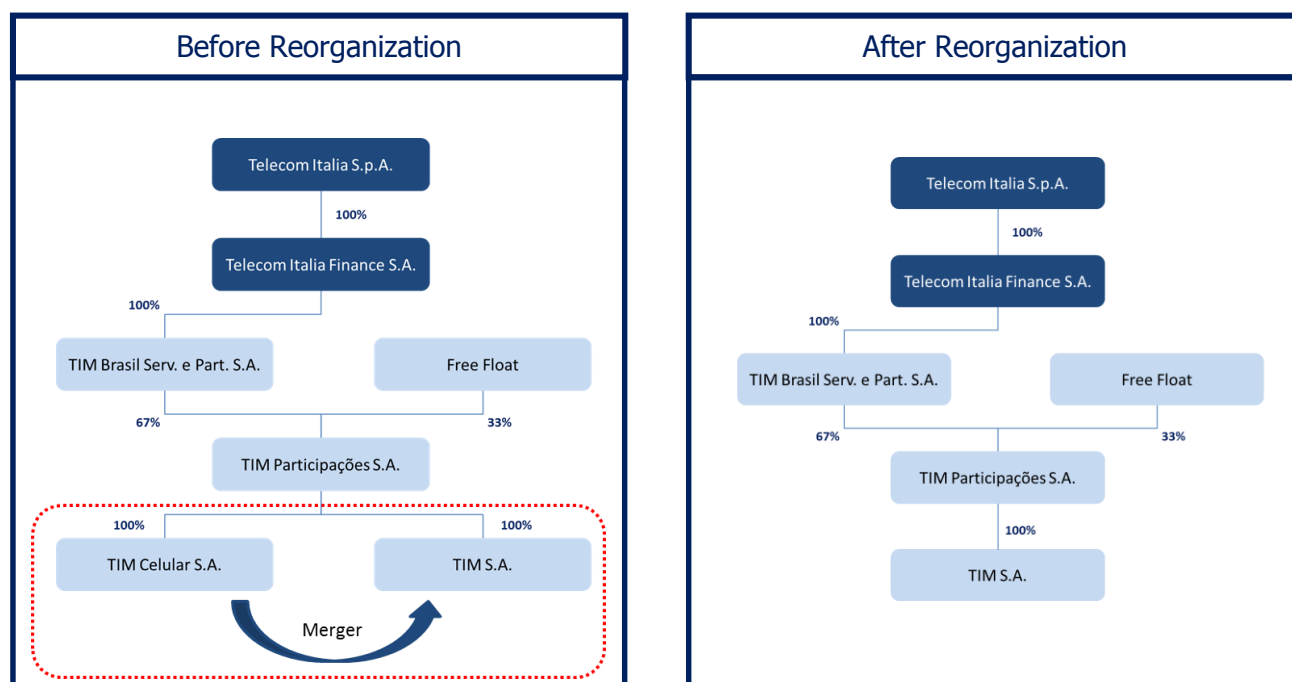 Before Reorganization
Telecom Italia S.p.A.
100%
Telecom Italia Finance S.A.
100%
TIM Brasil Serv. e Part. S.A.
Free Float
67%
33%
TIM Participações S.A.
100%
100%
TIM Celular S.A.
TIM S.A.
Merger
After Reorganization
Telecom Italia S.p.A.
100%
Telecom Italia Finance S.A.
100%
TIM Brasil Serv. e Part. S.A.
Free Float
67%
33%
TIM Participações S.A.
100%
TIM S.A.